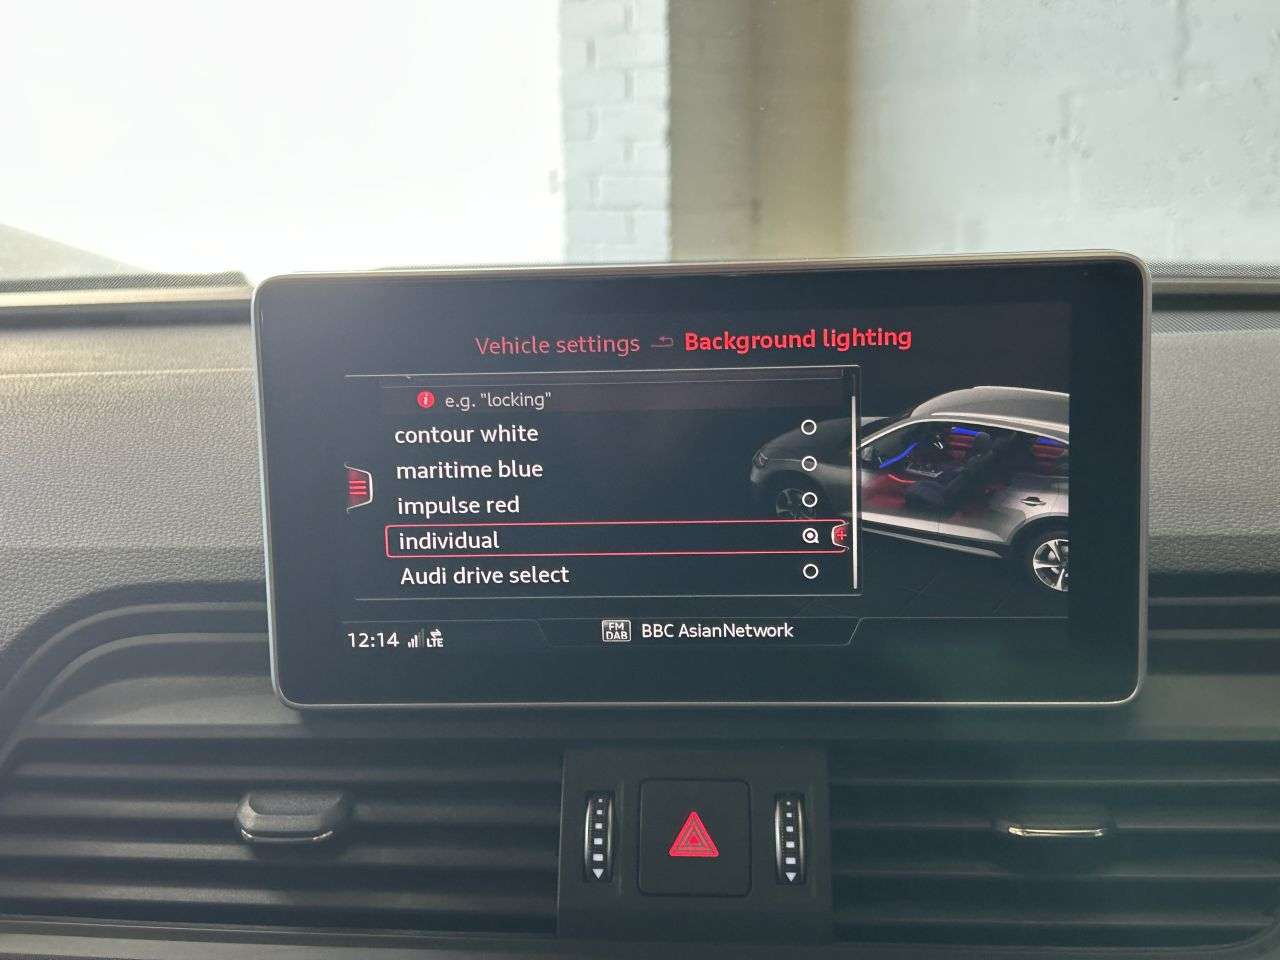 Vehicle settings Background lighting
e.g. "locking"
contour white
maritime blue
impulse red
individual
Audi drive select
12:14 LTE FM DAB BBC AsianNetwork